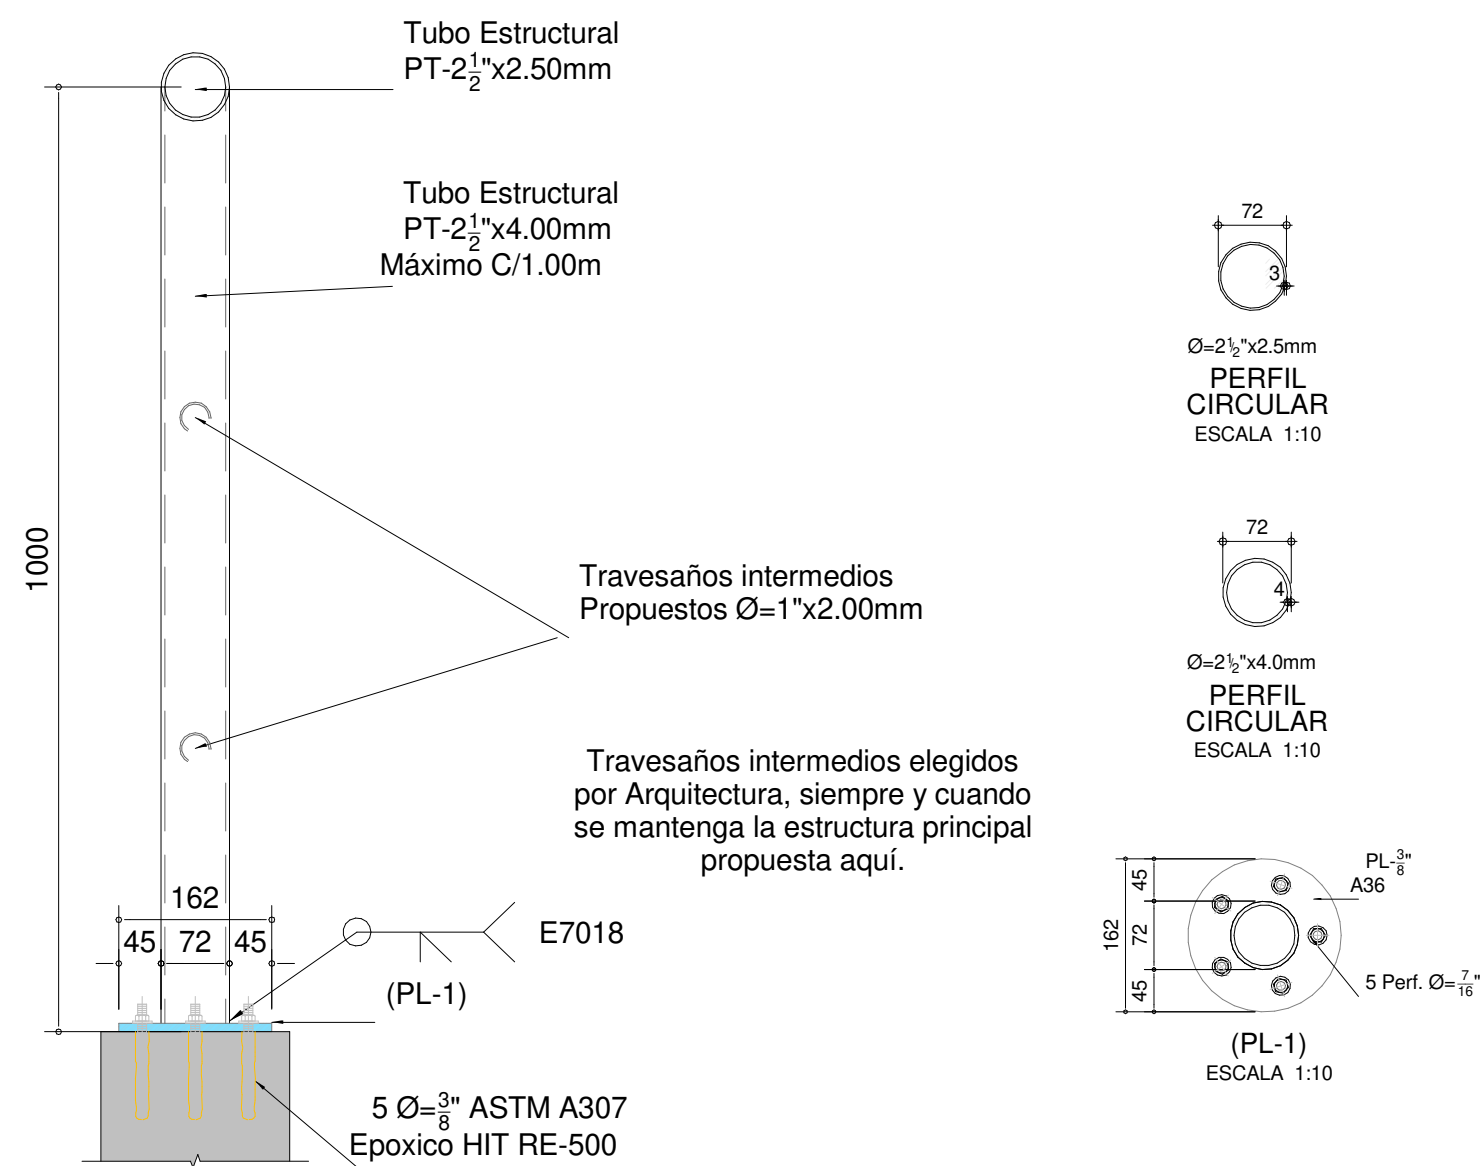 Tubo Estructural
PT-2½"x2.50mm
Tubo Estructural
PT-2½"x4.00mm
Máximo C/1.00m
1000
Travesaños intermedios
Propuestos Ø=1"x2.00mm
Travesaños intermedios elegidos
por Arquitectura, siempre y cuando
se mantenga la estructura principal
propuesta aquí.
162
45 72 45
E7018
(PL-1)
5 Ø=⅜" ASTM A307
Epoxico HIT RE-500
72
3
Ø=2½"x2.5mm
PERFIL
CIRCULAR
ESCALA 1:10
72
4
Ø=2½"x4.0mm
PERFIL
CIRCULAR
ESCALA 1:10
162
45
72
45
PL-⅜"
A36
5 Perf. Ø=7/16"
(PL-1)
ESCALA 1:10